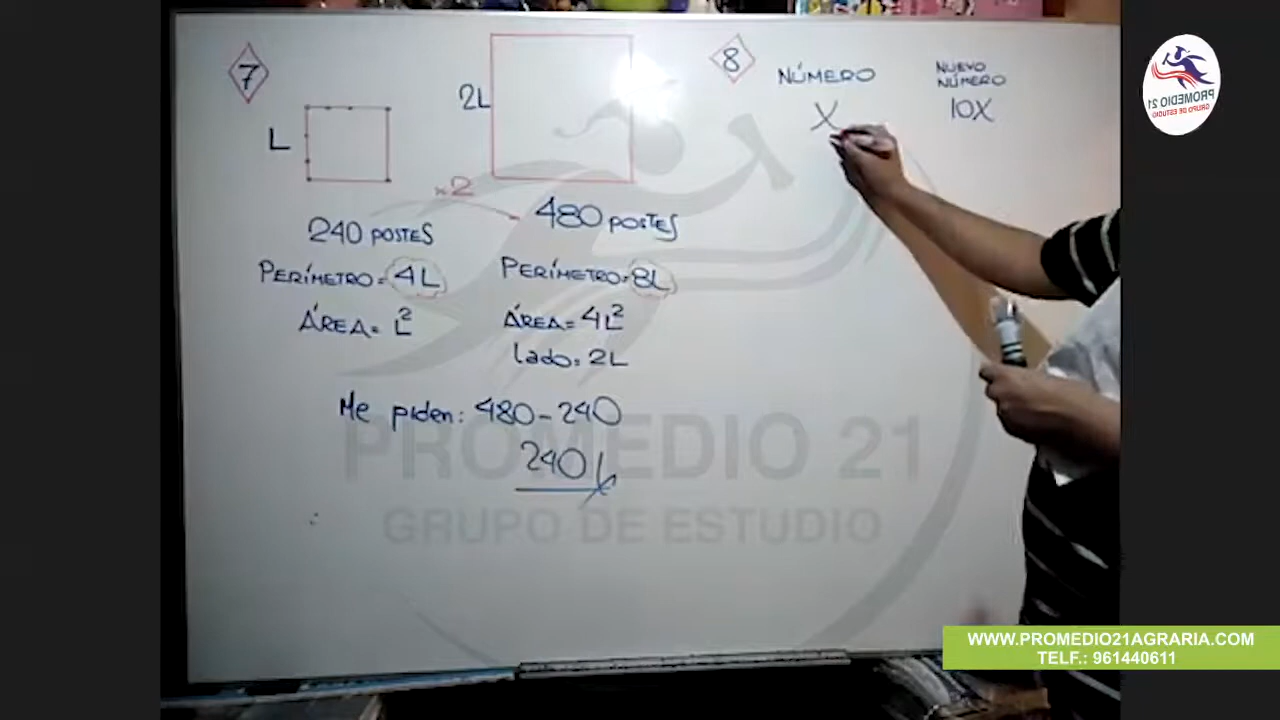 7
L
240 POSTES
PERÍMETRO = 4L
ÁREA = L²
×2
2L
480 POSTES
PERÍMETRO = 8L
ÁREA = 4L²
lado = 2L
Me piden: 480 - 240
240
8
NÚMERO
X
NUEVO
NÚMERO
10X
PROMEDIO 21
GRUPO DE ESTUDIO
PROMEDIO 21
GRUPO DE ESTUDIO
WWW.PROMEDIO21AGRARIA.COM
TELF.: 961440611